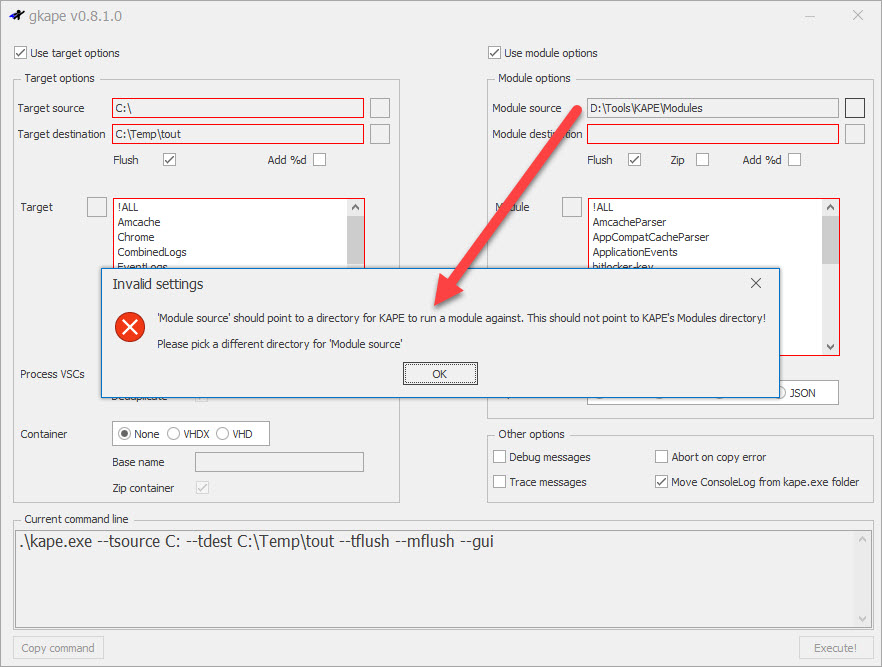 gkape v0.8.1.0
Use target options
Use module options
Target options
Module options
Target source C:\
Module source D:\Tools\KAPE\Modules
Target destination C:\Temp\tout
Module destination
Flush Add %d
Flush Zip Add %d
Target
Module
!ALL
Amcache
Chrome
CombinedLogs
EventLogs
!ALL
AmcacheParser
AppCompatCacheParser
ApplicationEvents
bitlocker-key
Invalid settings
'Module source' should point to a directory for KAPE to run a module against. This should not point to KAPE's Modules directory!
Please pick a different directory for 'Module source'
OK
Process VSCs
Deduplicate
JSON
Container None VHDX VHD
Base name
Zip container
Other options
Debug messages Abort on copy error
Trace messages Move ConsoleLog from kape.exe folder
Current command line
.\kape.exe --tsource C: --tdest C:\Temp\tout --tflush --mflush --gui
Copy command
Execute!